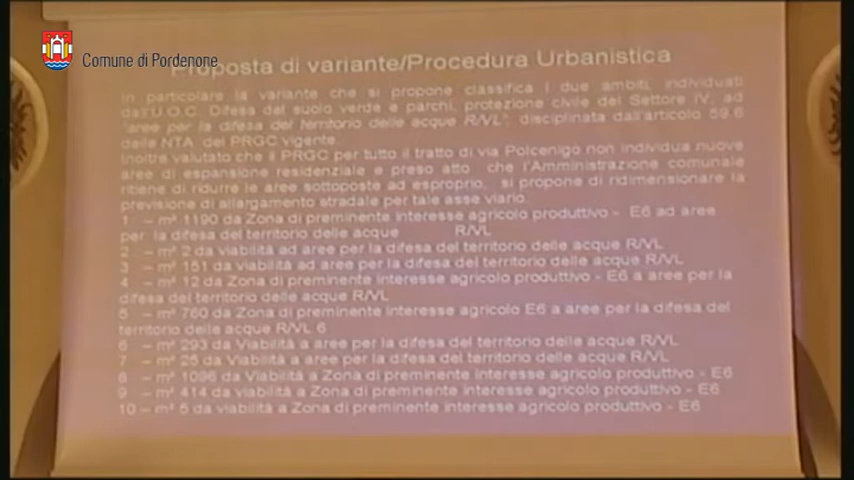 Comune di Pordenone
Proposta di variante/Procedura Urbanistica
In particolare la variante che si propone classifica i due ambiti, individuati
dall'U.O.C. Difesa del suolo verde e parchi, protezione civile del Settore IV, ad
"aree per la difesa del territorio delle acque R/VL", disciplinata dall'articolo 59.6
delle NTA del PRGC vigente.
Inoltre valutato che il PRGC per tutto il tratto di via Polcenigo non individua nuove
aree di espansione residenziale e preso atto che l'Amministrazione comunale
ritiene di ridurre le aree sottoposte ad esproprio, si propone di ridimensionare la
previsione di allargamento stradale per tale asse viario.
1 – m² 1190 da Zona di preminente interesse agricolo produttivo - E6 ad aree
per la difesa del territorio delle acque R/VL
2 – m² 2 da viabilità ad aree per la difesa del territorio delle acque R/VL
3 – m² 151 da viabilità ad aree per la difesa del territorio delle acque R/VL
4 – m² 12 da Zona di preminente interesse agricolo produttivo - E6 a aree per la
difesa del territorio delle acque R/VL
5 – m² 760 da Zona di preminente interesse agricolo E6 a aree per la difesa del
territorio delle acque R/VL 6
6 – m² 293 da Viabilità a aree per la difesa del territorio delle acque R/VL
7 – m² 25 da Viabilità a aree per la difesa del territorio delle acque R/VL
8 – m² 1096 da Viabilità a Zona di preminente interesse agricolo produttivo - E6
9 – m² 414 da viabilità a Zona di preminente interesse agricolo produttivo - E6
10 – m² 5 da viabilità a Zona di preminente interesse agricolo produttivo - E6